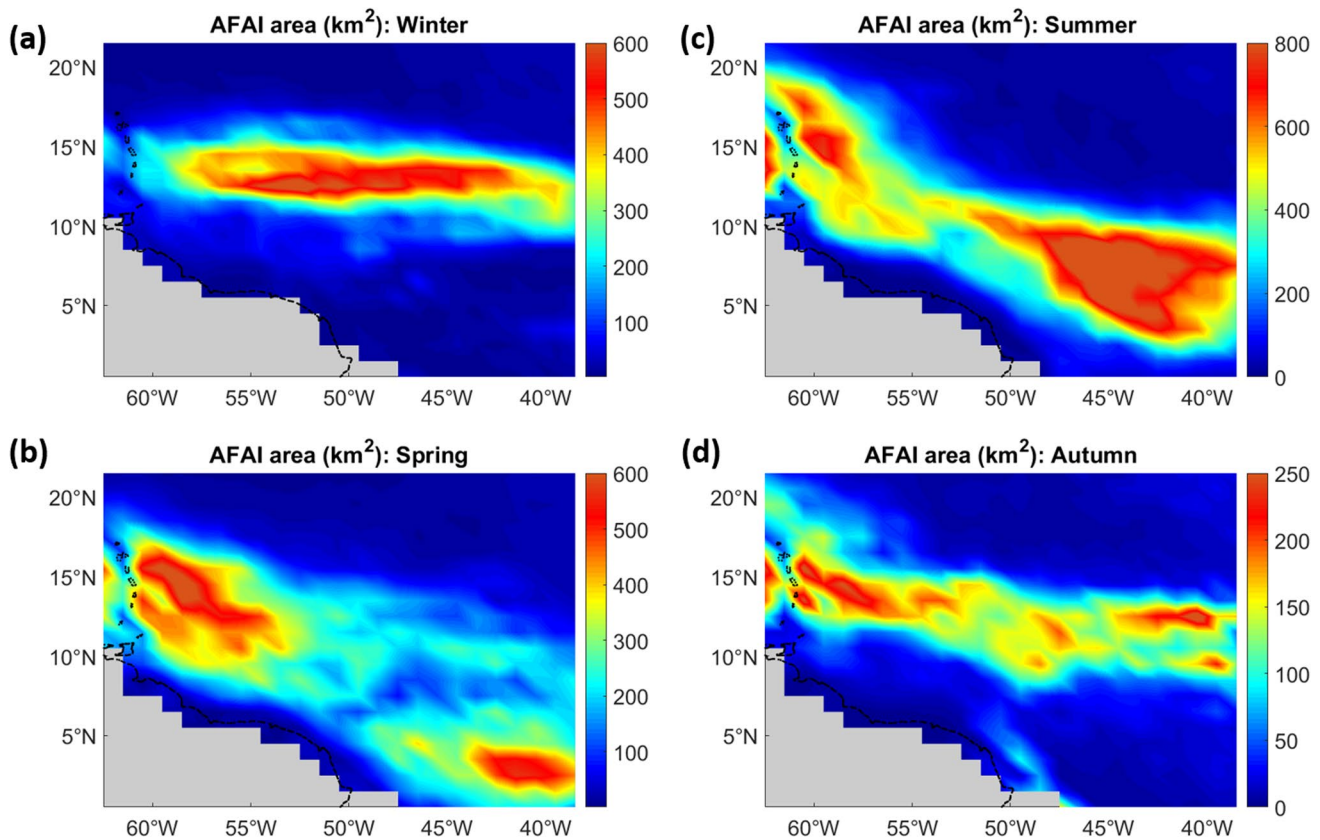 (a)
AFAI area (km²): Winter
20°N
15°N
10°N
5°N
60°W 55°W 50°W 45°W 40°W
600
500
400
300
200
100
(c)
AFAI area (km²): Summer
20°N
15°N
10°N
5°N
60°W 55°W 50°W 45°W 40°W
800
600
400
200
0
(b)
AFAI area (km²): Spring
20°N
15°N
10°N
5°N
60°W 55°W 50°W 45°W 40°W
600
500
400
300
200
100
(d)
AFAI area (km²): Autumn
20°N
15°N
10°N
5°N
60°W 55°W 50°W 45°W 40°W
250
200
150
100
50
0